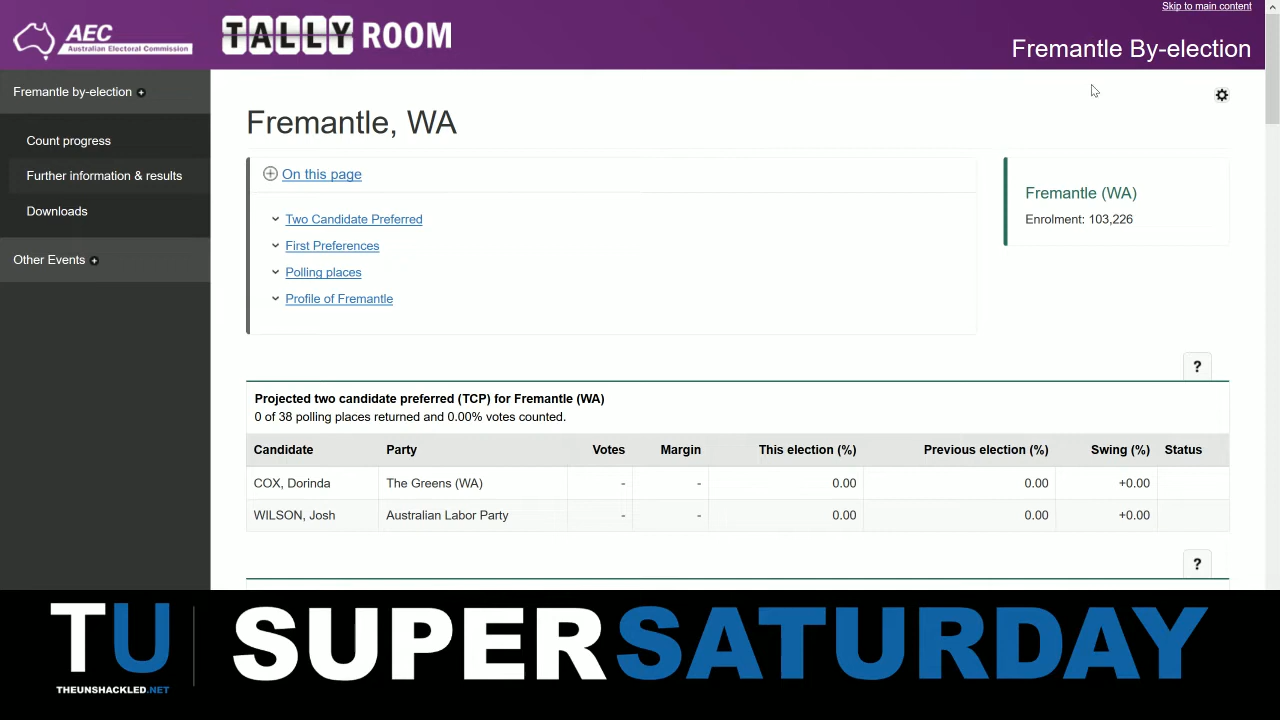 Skip to main content
AEC
Australian Electoral Commission
TALLY ROOM
Fremantle By-election
Fremantle by-election
Count progress
Further information & results
Downloads
Other Events
Fremantle, WA
On this page
Two Candidate Preferred
First Preferences
Polling places
Profile of Fremantle
Fremantle (WA)
Enrolment: 103,226
?
Projected two candidate preferred (TCP) for Fremantle (WA)
0 of 38 polling places returned and 0.00% votes counted.
Candidate Party Votes Margin This election (%) Previous election (%) Swing (%) Status
COX, Dorinda The Greens (WA) - - 0.00 0.00 +0.00
WILSON, Josh Australian Labor Party - - 0.00 0.00 +0.00
?
TU SUPERSATURDAY
THEUNSHACKLED.NET